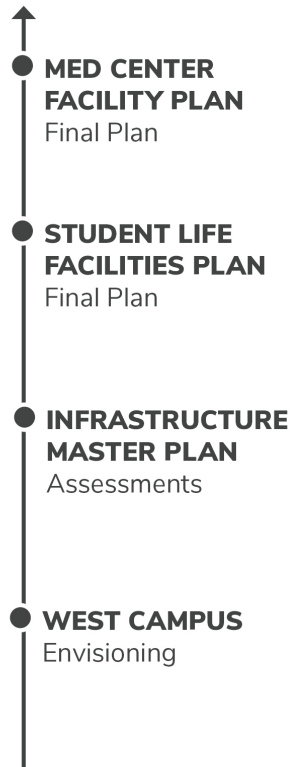 MED CENTER
FACILITY PLAN
Final Plan
STUDENT LIFE
FACILITIES PLAN
Final Plan
INFRASTRUCTURE
MASTER PLAN
Assessments
WEST CAMPUS
Envisioning